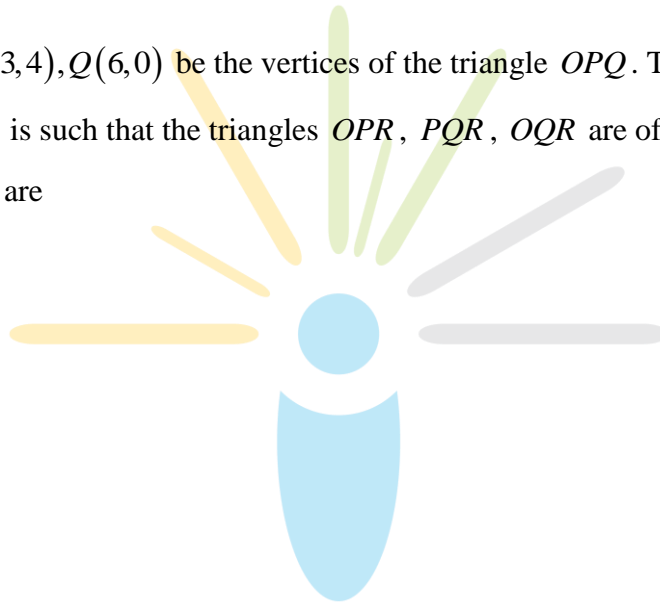 3,4), Q(6,0) be the vertices of the triangle OPQ. T
is such that the triangles OPR, PQR, OQR are of
are